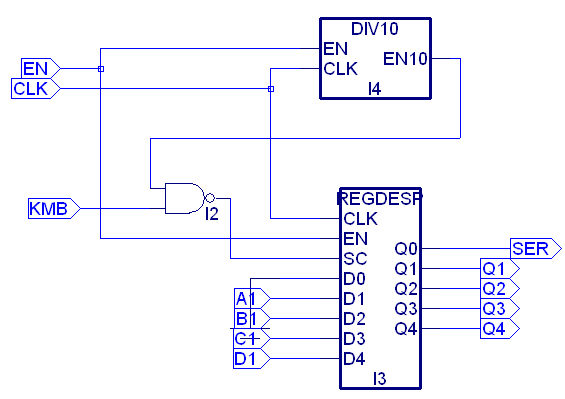 DIV10
EN
EN10
EN
CLK
CLK
I4
REGDESP
KMB
I2
CLK
EN
Q0
SER
SC
Q1
Q1
D0
Q2
Q2
A1
D1
Q3
Q3
B1
D2
Q4
Q4
C1
D3
D1
D4
I3